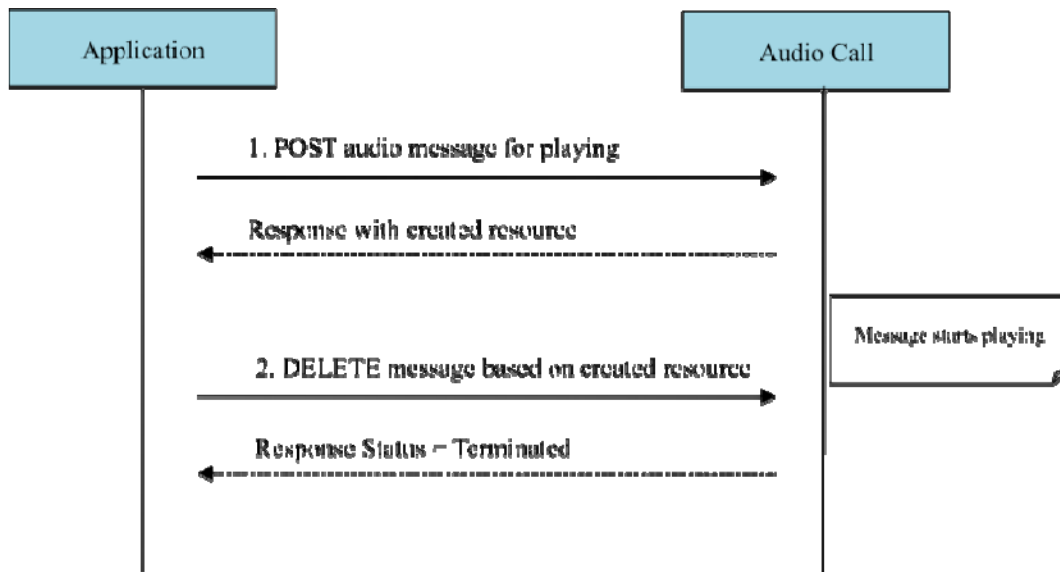 Application
Audio Call
1. POST audio message for playing
Response with created resource
Message starts playing
2. DELETE message based on created resource
Response Status – Terminated